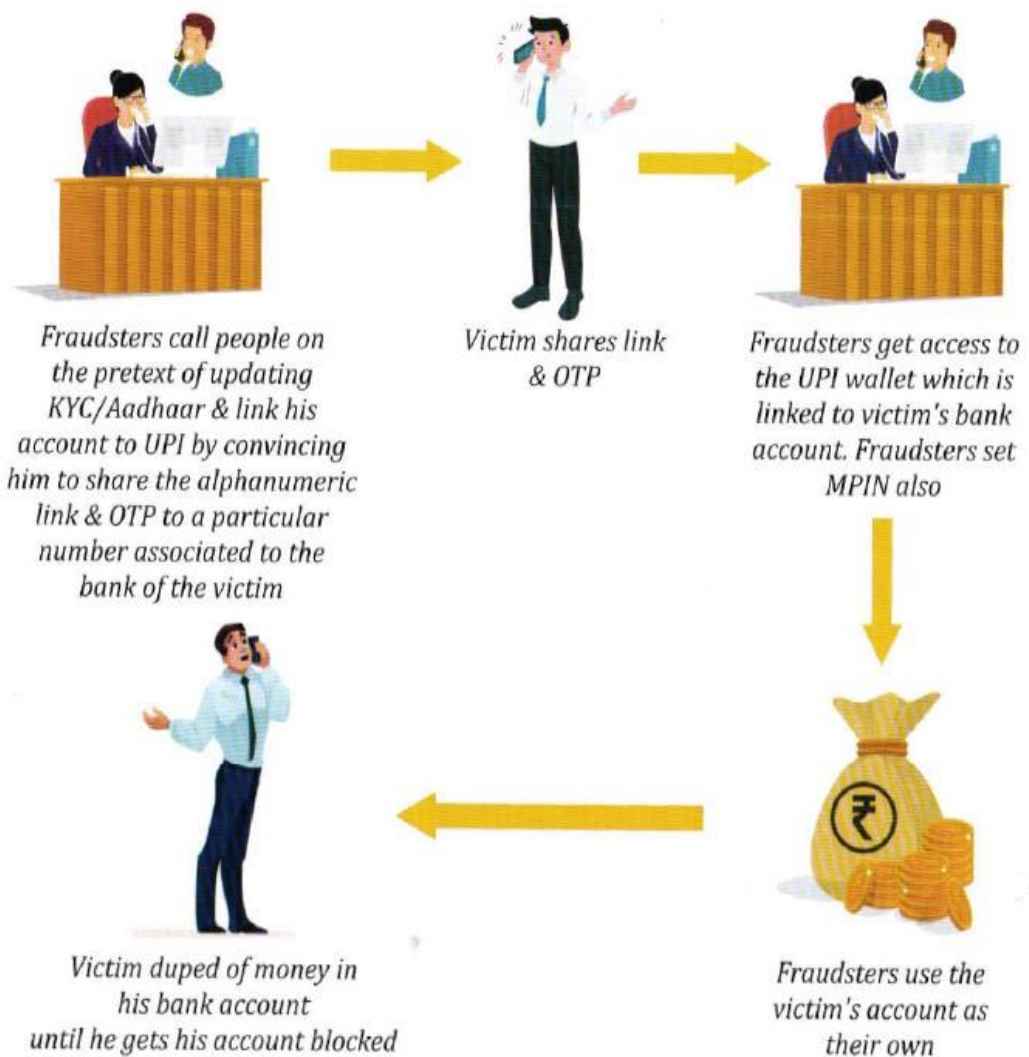 Fraudsters call people on
the pretext of updating
KYC/Aadhaar & link his
account to UPI by convincing
him to share the alphanumeric
link & OTP to a particular
number associated to the
bank of the victim
Victim shares link
& OTP
Fraudsters get access to
the UPI wallet which is
linked to victim's bank
account. Fraudsters set
MPIN also
₹
Fraudsters use the
victim's account as
their own
Victim duped of money in
his bank account
until he gets his account blocked